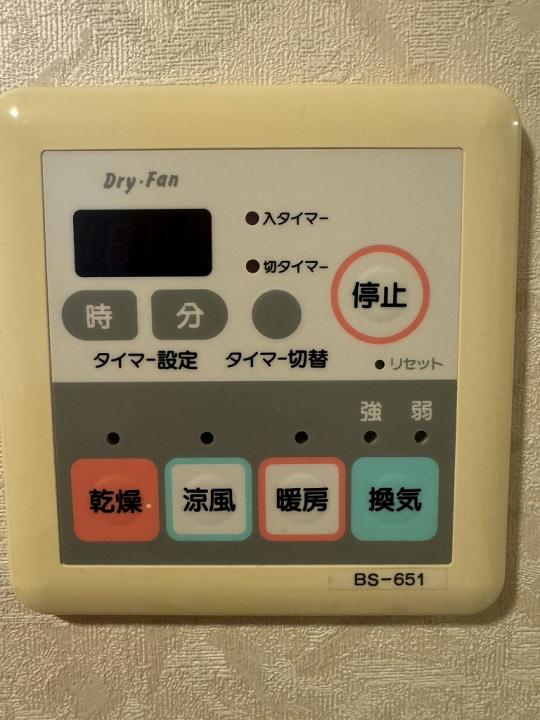 Dry・Fan
入タイマー
切タイマー
停止
時 分
タイマー設定 タイマー切替
リセット
強 弱
乾燥 涼風 暖房 換気
BS-651